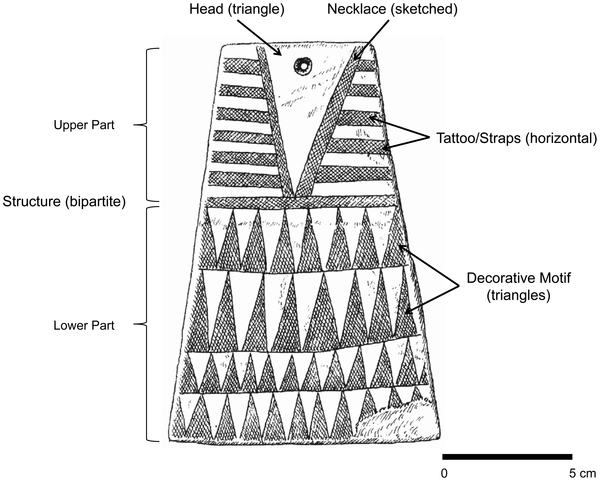 Head (triangle)
Necklace (sketched)
Upper Part
Tattoo/Straps (horizontal)
Structure (bipartite)
Decorative Motif
(triangles)
Lower Part
0
5 cm